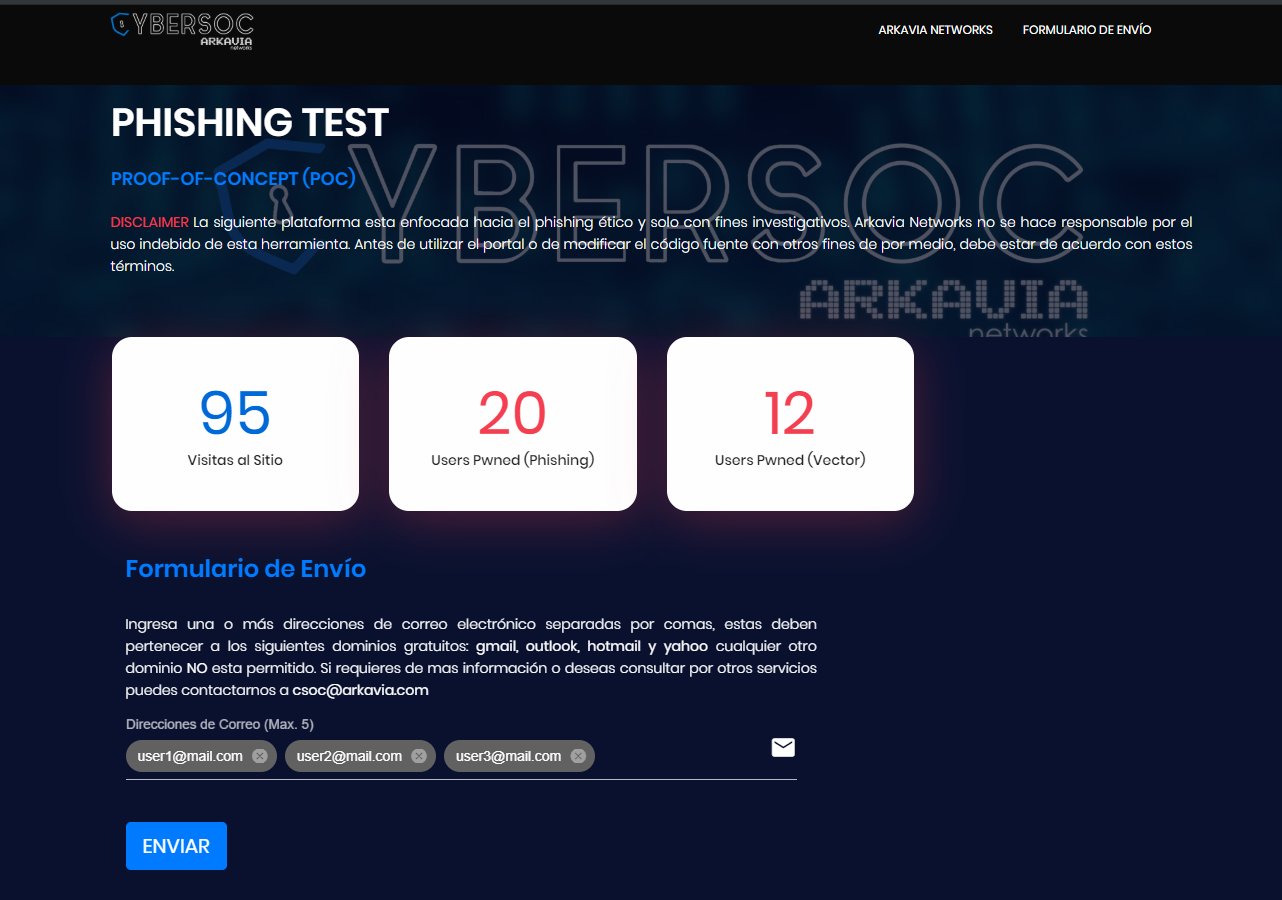 CYBERSOC
ARKAVIA
networks
ARKAVIA NETWORKS
FORMULARIO DE ENVÍO
PHISHING TEST
PROOF-OF-CONCEPT (POC)
CYBERSOC
ARKAVIA
networks
DISCLAIMER La siguiente plataforma esta enfocada hacia el phishing ético y solo con fines investigativos. Arkavia Networks no se hace responsable por el
uso indebido de esta herramienta. Antes de utilizar el portal o de modificar el código fuente con otros fines de por medio, debe estar de acuerdo con estos
términos.
95
Visitas al Sitio
20
Users Pwned (Phishing)
12
Users Pwned (Vector)
Formulario de Envío
Ingresa una o más direcciones de correo electrónico separadas por comas, estas deben
pertenecer a los siguientes dominios gratuitos: gmail, outlook, hotmail y yahoo cualquier otro
dominio NO esta permitido. Si requieres de mas información o deseas consultar por otros servicios
puedes contactarnos a csoc@arkavia.com
Direcciones de Correo (Max. 5)
user1@mail.com
user2@mail.com
user3@mail.com
ENVIAR